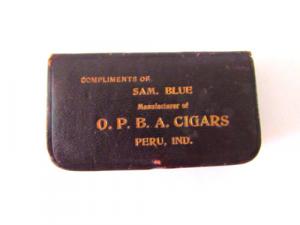 COMPLIMENTS OF.
SAM. BLUE
Manufacturer of
O. P. B. A. CIGARS
PERU, IND.